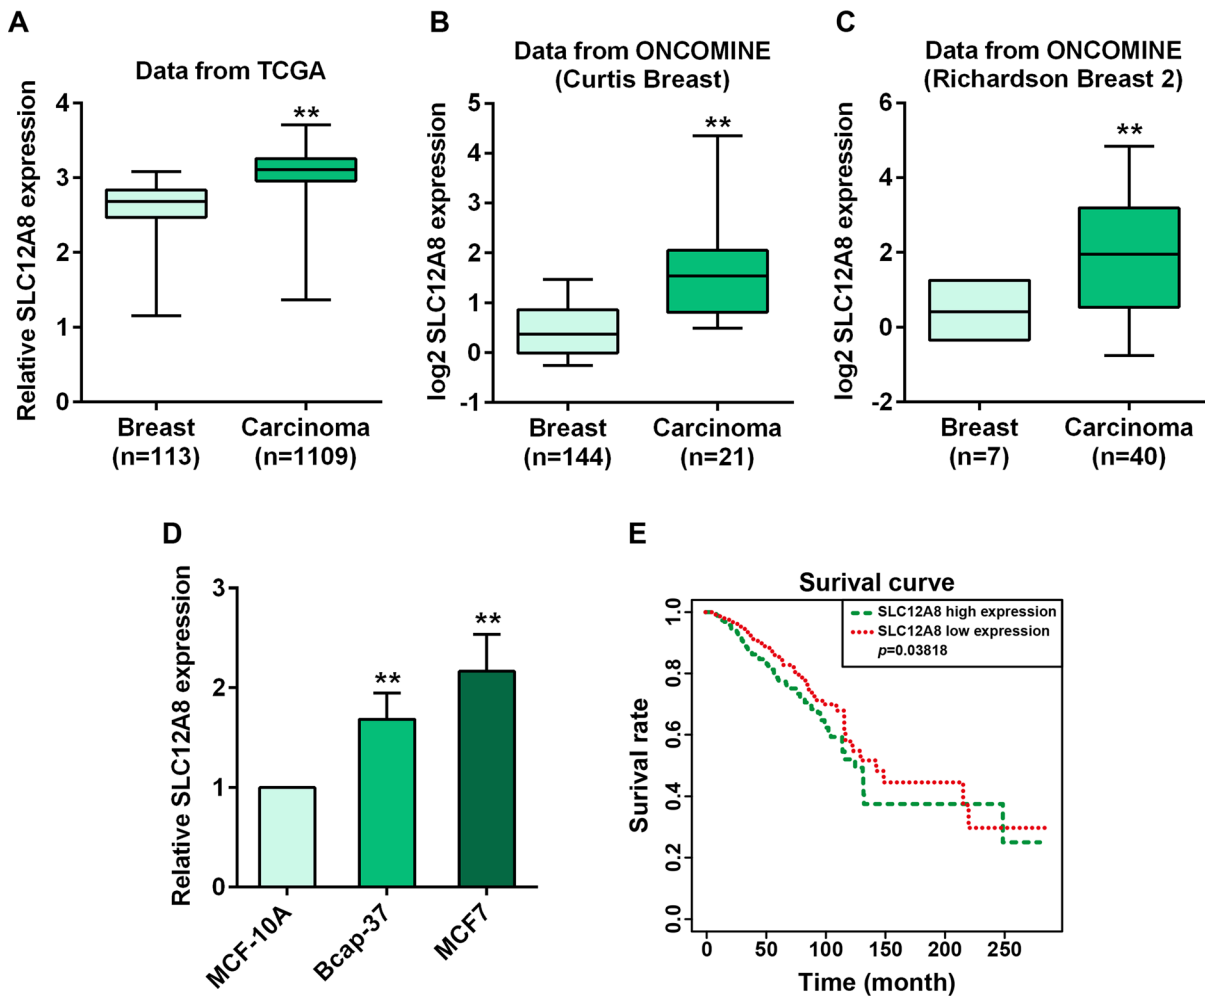 A
Data from TCGA
Relative SLC12A8 expression
4
3
2
1
0
**
Breast
(n=113)
Carcinoma
(n=1109)
B
Data from ONCOMINE
(Curtis Breast)
log2 SLC12A8 expression
5
4
3
2
1
0
-1
**
Breast
(n=144)
Carcinoma
(n=21)
C
Data from ONCOMINE
(Richardson Breast 2)
log2 SLC12A8 expression
6
4
2
0
-2
**
Breast
(n=7)
Carcinoma
(n=40)
D
Relative SLC12A8 expression
3
2
1
0
**
**
MCF-10A
Bcap-37
MCF7
E
Surival curve
SLC12A8 high expression
SLC12A8 low expression
p=0.03818
Surival rate
1.0
0.8
0.6
0.4
0.2
0.0
0
50
100
150
200
250
Time (month)